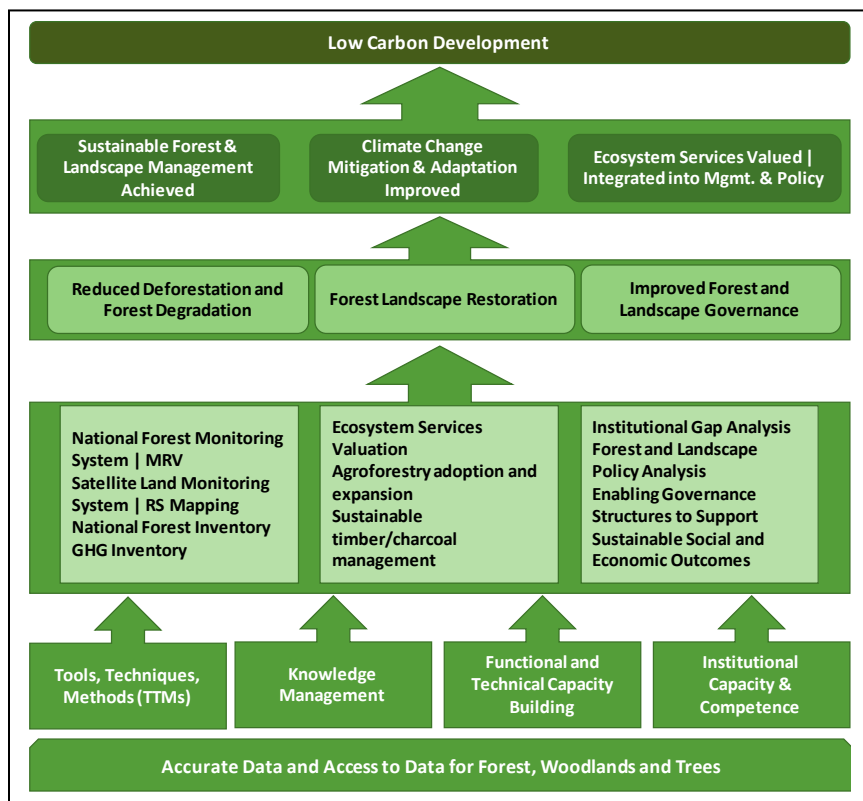 Low Carbon Development
Sustainable Forest &
Landscape Management
Achieved
Climate Change
Mitigation & Adaptation
Improved
Ecosystem Services Valued |
Integrated into Mgmt. & Policy
Reduced Deforestation and
Forest Degradation
Forest Landscape Restoration
Improved Forest and
Landscape Governance
National Forest Monitoring
System | MRV
Satellite Land Monitoring
System | RS Mapping
National Forest Inventory
GHG Inventory
Ecosystem Services
Valuation
Agroforestry adoption and
expansion
Sustainable
timber/charcoal
management
Institutional Gap Analysis
Forest and Landscape
Policy Analysis
Enabling Governance
Structures to Support
Sustainable Social and
Economic Outcomes
Tools, Techniques,
Methods (TTMs)
Knowledge
Management
Functional and
Technical Capacity
Building
Institutional
Capacity &
Competence
Accurate Data and Access to Data for Forest, Woodlands and Trees